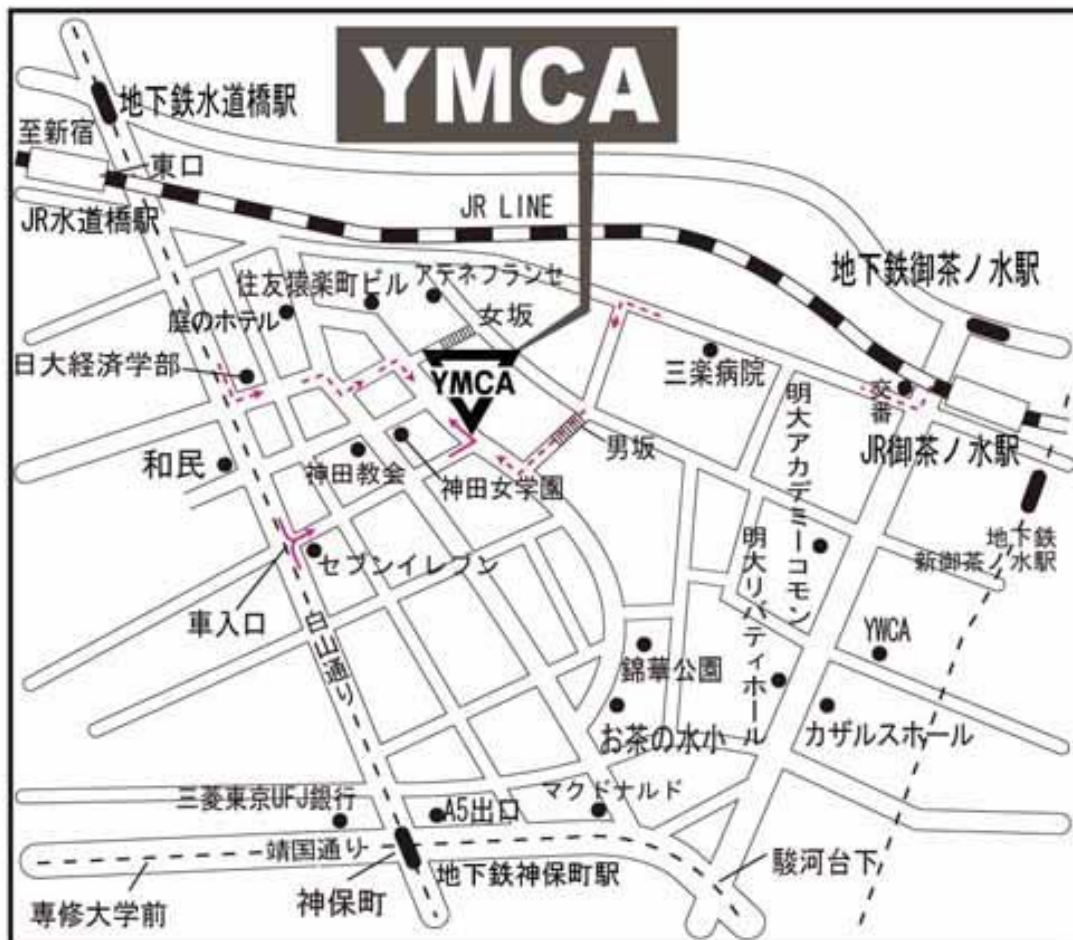 YMCA
地下鉄水道橋駅
至新宿
東口
JR水道橋駅
JR LINE
地下鉄御茶ノ水駅
住友猿楽町ビル
アテネフランセ
庭のホテル
女坂
日大経済学部
YMCA
三楽病院
交番
明大アカデミーコモン
JR御茶ノ水駅
和民
神田教会
神田女学園
男坂
地下鉄
新御茶ノ水駅
セブンイレブン
車入口
白山通り
明大リバティホール
YWCA
錦華公園
お茶の水小
カザルスホール
三菱東京UFJ銀行
A5出口
マクドナルド
靖国通り
専修大学前
神保町
地下鉄神保町駅
駿河台下